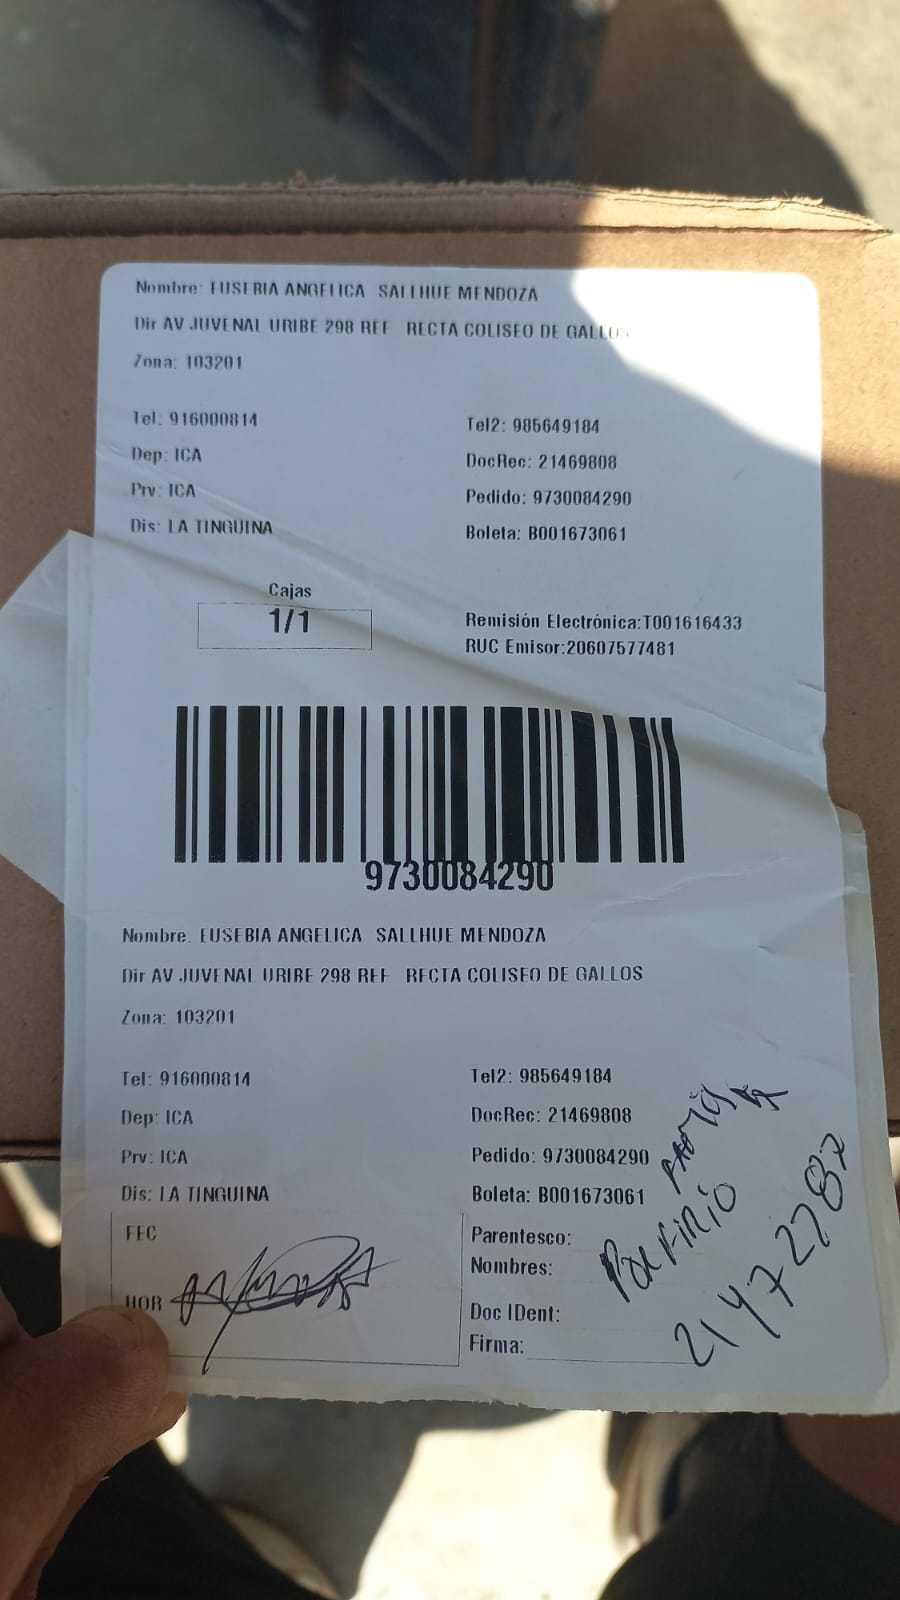 Nombre: EUSEBIA ANGELICA SALLHUE MENDOZA
Dir AV JUVENAL URIBE 298 REF RECTA COLISEO DE GALLOS
Zona: 103201
Tel: 916000814 Tel2: 985649184
Dep: ICA DocRec: 21469808
Prv: ICA Pedido: 9730084290
Dis: LA TINGUINA Boleta: B001673061
Cajas
1/1
Remisión Electrónica:T001616433
RUC Emisor:20607577481
9730084290
Nombre. EUSEBIA ANGELICA SALLHUE MENDOZA
Dir AV JUVENAL URIBE 298 REF RECTA COLISEO DE GALLOS
Zona: 103201
Tel: 916000814 Tel2: 985649184
Dep: ICA DocRec: 21469808
Prv: ICA Pedido: 9730084290
Dis: LA TINGUINA Boleta: B001673061
FEC
HOR
Parentesco:
Nombres:
Doc IDent:
Firma:
PORFIRIO
21472787